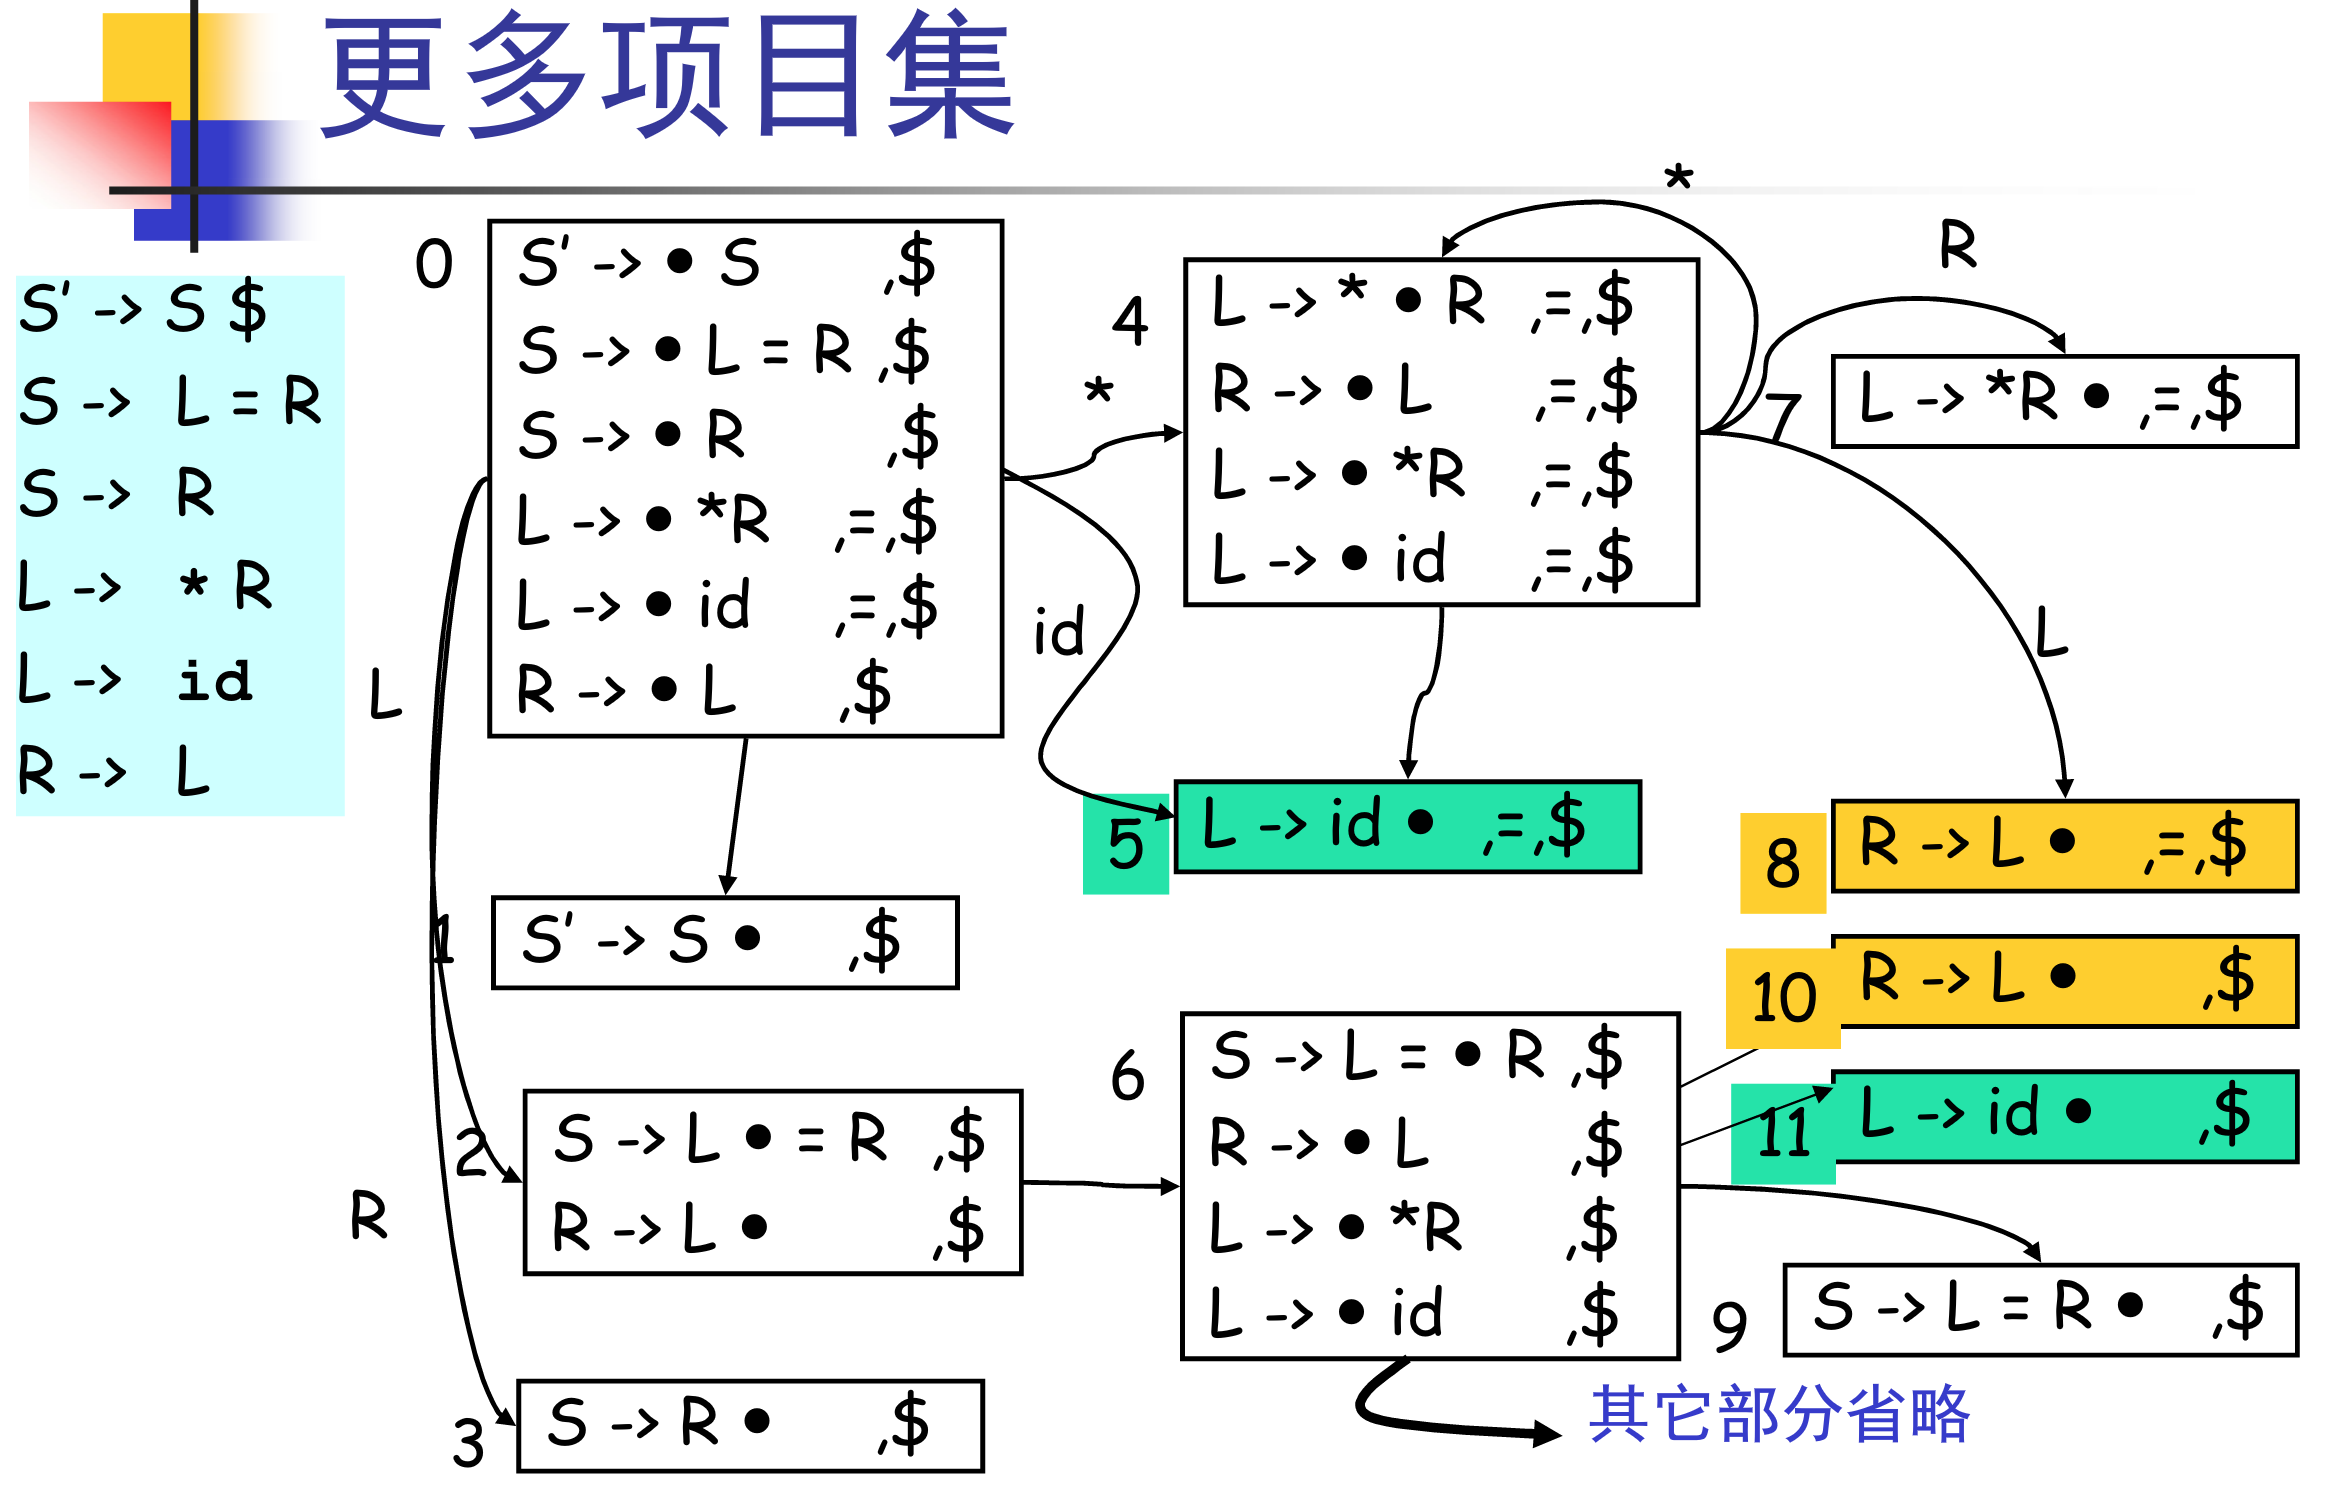 更多项目集
S' -> S $
S -> L = R
S -> R
L -> * R
L -> id
R -> L
0
S' -> ● S ,$
S -> ● L = R ,$
S -> ● R ,$
L -> ● *R ,=,$
L -> ● id ,=,$
R -> ● L ,$
*
id
L
R
4
L -> * ● R ,=,$
R -> ● L ,=,$
L -> ● *R ,=,$
L -> ● id ,=,$
*
R
7
L -> *R ● ,=,$
L
5
L -> id ● ,=,$
8
R -> L ● ,=,$
1
S' -> S ● ,$
10
R -> L ● ,$
2
S -> L ● = R ,$
R -> L ● ,$
6
S -> L = ● R ,$
R -> ● L ,$
L -> ● *R ,$
L -> ● id ,$
11
L -> id ● ,$
9
S -> L = R ● ,$
3
S -> R ● ,$
其它部分省略